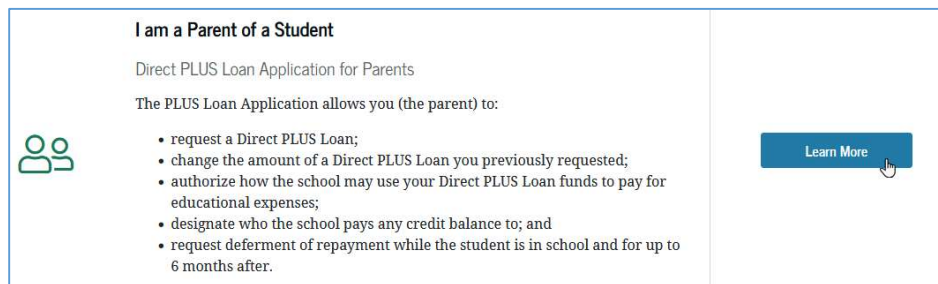 I am a Parent of a Student
Direct PLUS Loan Application for Parents
The PLUS Loan Application allows you (the parent) to:
• request a Direct PLUS Loan;
• change the amount of a Direct PLUS Loan you previously requested;
• authorize how the school may use your Direct PLUS Loan funds to pay for
educational expenses;
• designate who the school pays any credit balance to; and
• request deferment of repayment while the student is in school and for up to
6 months after.
Learn More